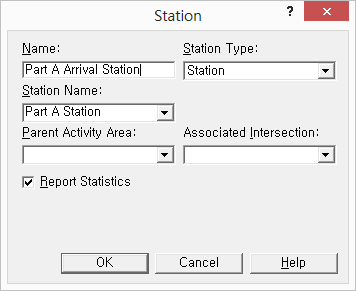 Station
?
Name:
Station Type:
Part A Arrival Station
Station
Station Name:
Part A Station
Parent Activity Area:
Associated Intersection:
Report Statistics
OK
Cancel
Help